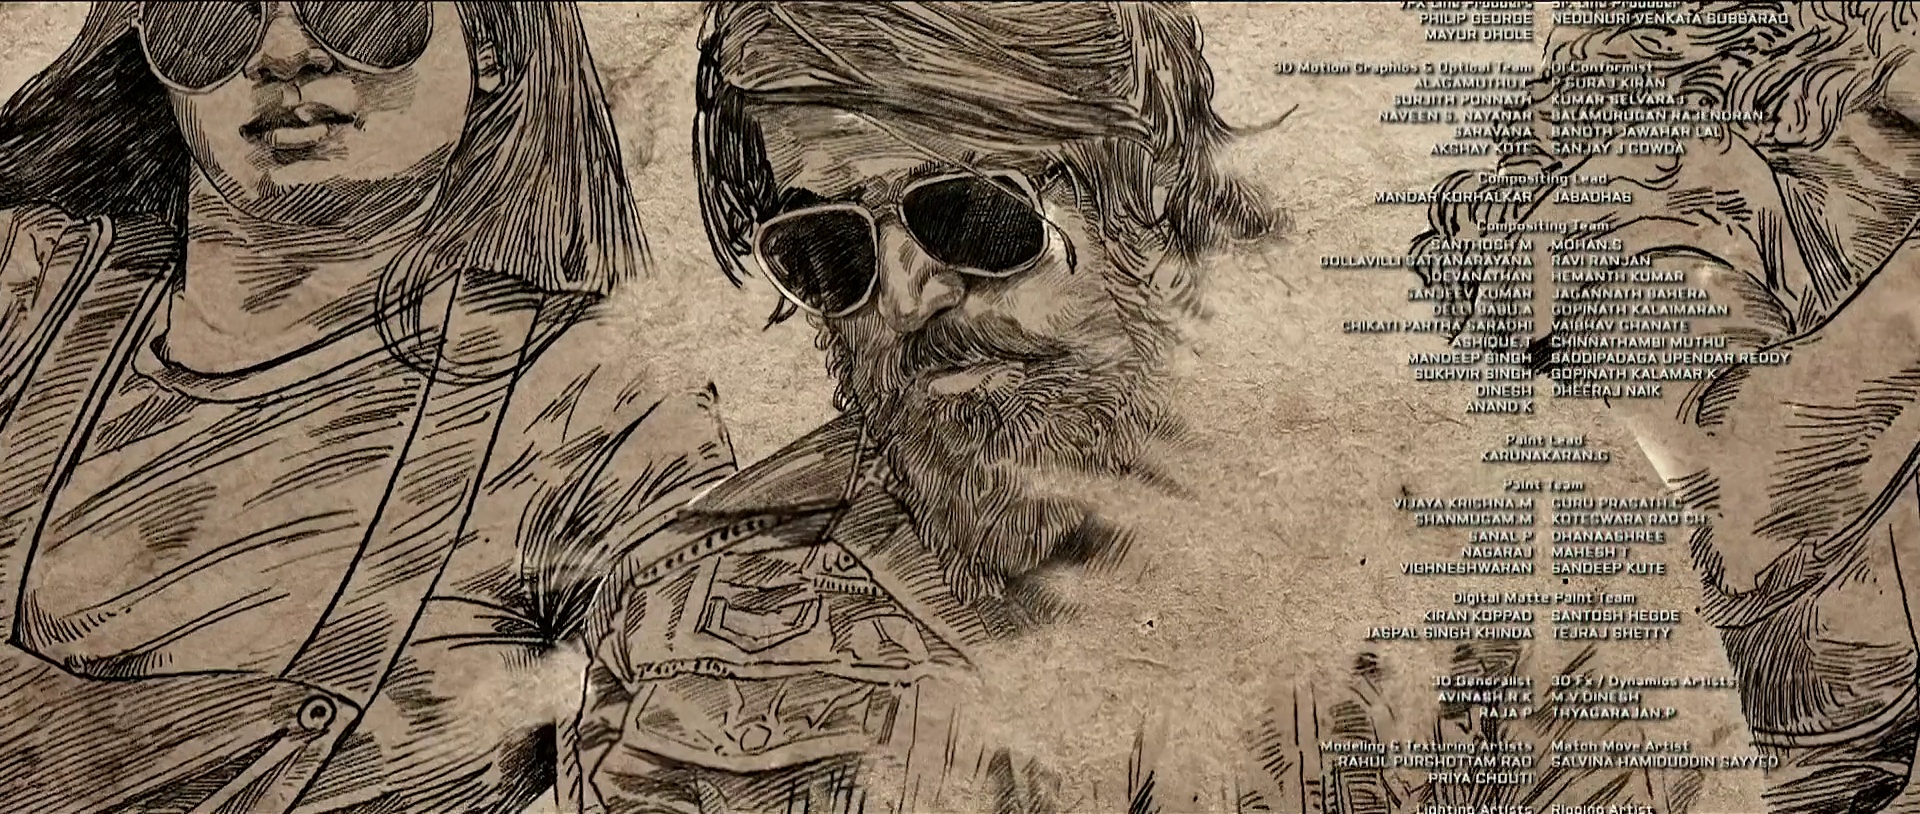 PHILIP GEORGE NEDUNURI VENKATA SUBBARAO
MAYUR DHOLE
3D Motion Graphics & Optical Team DI Conformist
ALAGAMUTHU.L P SURAJ KIRAN
SURJITH PUNNATH KUMAR SELVARAJ
NAVEEN S. NAYANAR BALAMURUGAN RAJENDRAN
SARAVANA BANOTH JAWAHAR LAL
AKSHAY KOTE SANJAY J GOWDA
Compositing Lead
MANDAR KORHALKAR JABADHAS
Compositing Team
SANTHOSH M MOHAN.S
GOLLAVILLI SATYANARAYANA RAVI RANJAN
DEVANATHAN HEMANTH KUMAR
SANJEEV KUMAR JAGANNATH BAHERA
DELLI BABU.A GOPINATH KALAIMARAN
CHIKATI PARTHA SARADHI VAIBHAV GHANATE
ASHIQUE.T CHINNATHAMBI MUTHU
MANDEEP SINGH BADDIPADAGA UPENDAR REDDY
SUKHVIR SINGH GOPINATH KALAMAR K
DINESH DHEERAJ NAIK
ANAND K
Paint Lead
KARUNAKARAN.G
Paint Team
VIJAYA KRISHNA.M GURU PRASATH.C
SHANMUGAM.M KOTESWARA RAO CH
SANAL P DHANAASHREE
NAGARAJ MAHESH T
VIGHNESHWARAN SANDEEP KUTE
Digital Matte Paint Team
KIRAN KOPPAD SANTOSH HEGDE
JASPAL SINGH KHINDA TEJRAJ SHETTY
3D Generalist 3D Fx / Dynamics Artists
AVINASH.R.K M.V.DINESH
RAJA P THYAGARAJAN.P
Modeling & Texturing Artists Match Move Artist
RAHUL PURSHOTTAM RAO SALVINA HAMIDUDDIN SAYYED
PRIYA CHOUTI
Lighting Artists Rigging Artist